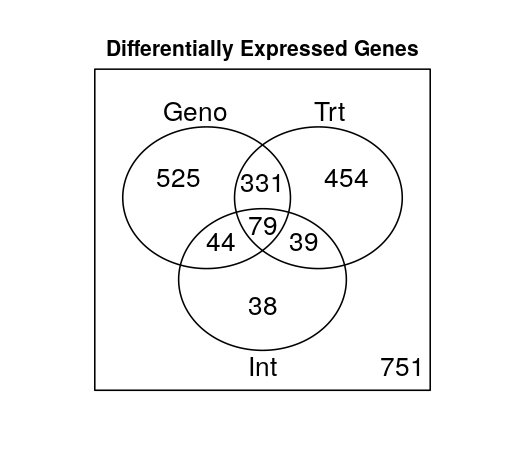 Differentially Expressed Genes
Geno Trt
525 331 454
79
44 39
38
Int 751